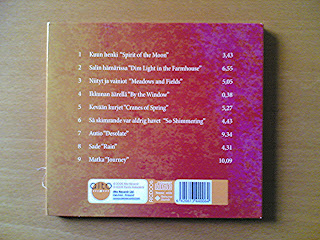 1 Kuun henki "Spirit of the Moon" 3,43
2 Salin hämärissä "Dim Light in the Farmhouse" 6,55
3 Niityt ja vainiot "Meadows and Fields" 5,05
4 Ikkunan äärellä "By the Window" 0,38
5 Kevään kurjet "Cranes of Spring" 5,27
6 Så skimrande var aldrig havet "So Shimmering" 4,43
7 Autio "Desolate" 9,34
8 Sade "Rain" 4,31
9 Matka "Journey" 10,09